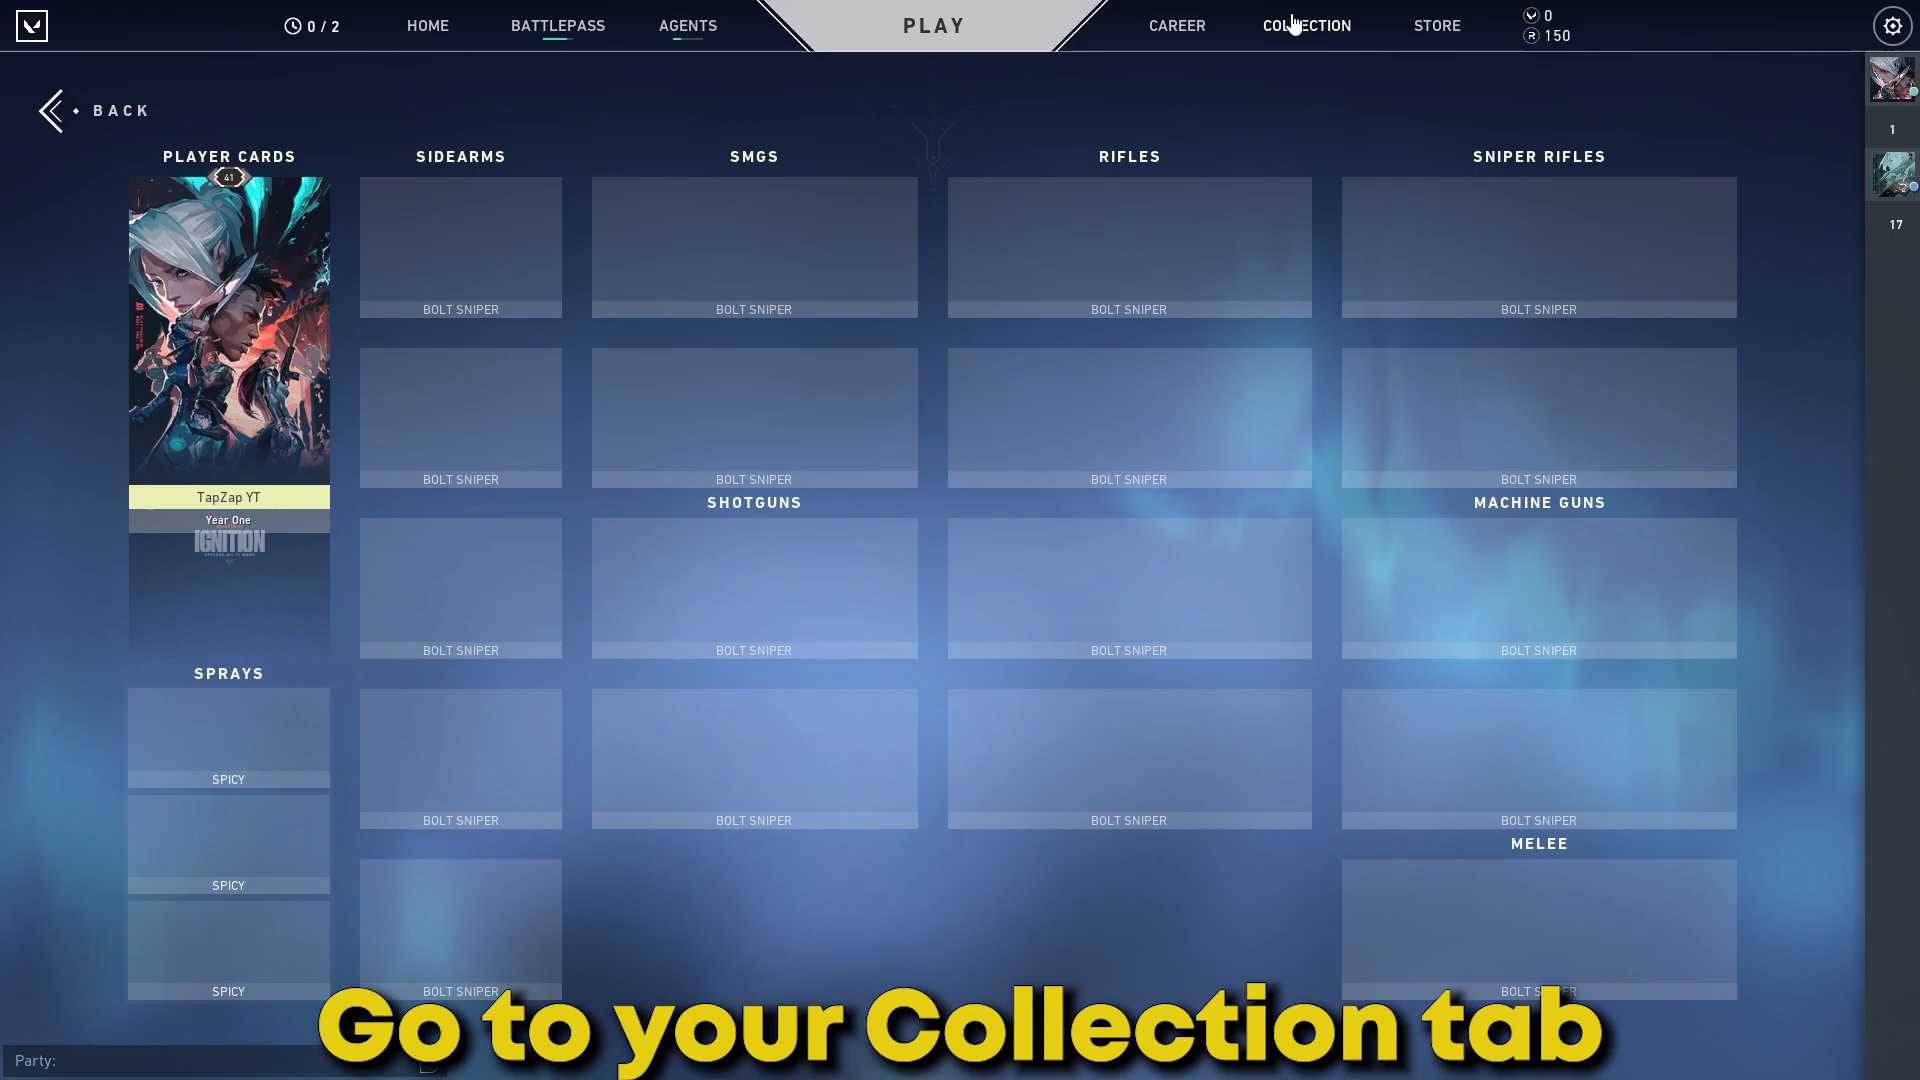 0 / 2
HOME
BATTLEPASS
AGENTS
PLAY
CAREER
COLLECTION
STORE
0
150
BACK
PLAYER CARDS
SIDEARMS
SMGS
RIFLES
SNIPER RIFLES
41
1
17
BOLT SNIPER
BOLT SNIPER
BOLT SNIPER
BOLT SNIPER
BOLT SNIPER
BOLT SNIPER
BOLT SNIPER
BOLT SNIPER
TapZap YT
Year One
IGNITION
SHOTGUNS
MACHINE GUNS
BOLT SNIPER
BOLT SNIPER
BOLT SNIPER
BOLT SNIPER
SPRAYS
SPICY
BOLT SNIPER
BOLT SNIPER
BOLT SNIPER
BOLT SNIPER
MELEE
SPICY
SPICY
BOLT SNIPER
BOLT SNIPER
Go to your Collection tab
Party: